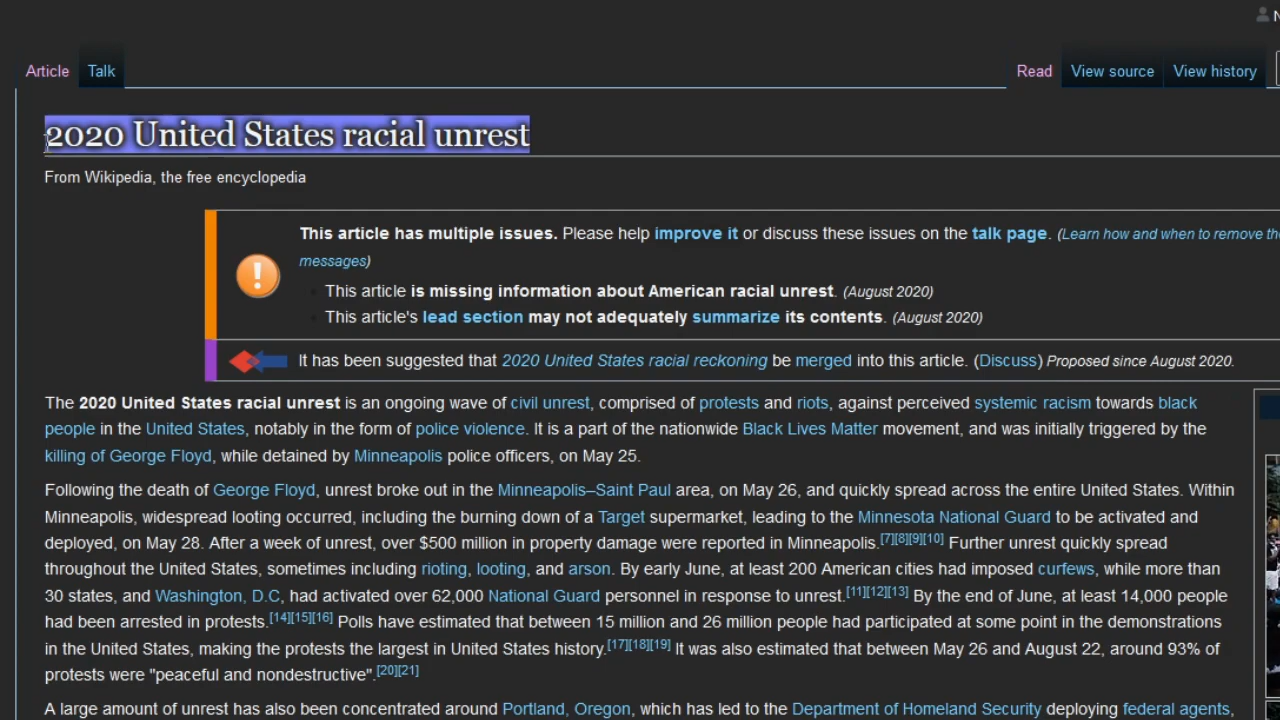 N
Article Talk Read View source View history
2020 United States racial unrest
From Wikipedia, the free encyclopedia
This article has multiple issues. Please help improve it or discuss these issues on the talk page. (Learn how and when to remove the
messages)
This article is missing information about American racial unrest. (August 2020)
This article's lead section may not adequately summarize its contents. (August 2020)
It has been suggested that 2020 United States racial reckoning be merged into this article. (Discuss) Proposed since August 2020.
The 2020 United States racial unrest is an ongoing wave of civil unrest, comprised of protests and riots, against perceived systemic racism towards black
people in the United States, notably in the form of police violence. It is a part of the nationwide Black Lives Matter movement, and was initially triggered by the
killing of George Floyd, while detained by Minneapolis police officers, on May 25.
Following the death of George Floyd, unrest broke out in the Minneapolis–Saint Paul area, on May 26, and quickly spread across the entire United States. Within
Minneapolis, widespread looting occurred, including the burning down of a Target supermarket, leading to the Minnesota National Guard to be activated and
deployed, on May 28. After a week of unrest, over $500 million in property damage were reported in Minneapolis.[7][8][9][10] Further unrest quickly spread
throughout the United States, sometimes including rioting, looting, and arson. By early June, at least 200 American cities had imposed curfews, while more than
30 states, and Washington, D.C, had activated over 62,000 National Guard personnel in response to unrest.[11][12][13] By the end of June, at least 14,000 people
had been arrested in protests.[14][15][16] Polls have estimated that between 15 million and 26 million people had participated at some point in the demonstrations
in the United States, making the protests the largest in United States history.[17][18][19] It was also estimated that between May 26 and August 22, around 93% of
protests were "peaceful and nondestructive".[20][21]
A large amount of unrest has also been concentrated around Portland, Oregon, which has led to the Department of Homeland Security deploying federal agents,